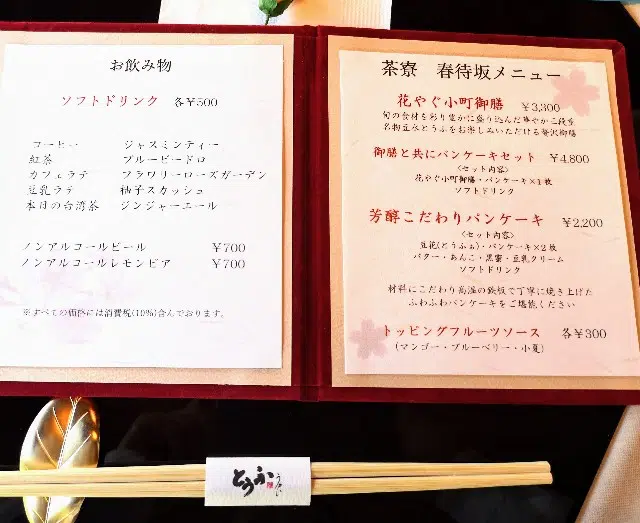 お飲み物
ソフトドリンク 各¥500
コーヒー ジャスミンティー
紅茶 ブルービードロ
カフェラテ フラワリーローズガーデン
豆乳ラテ 柚子スカッシュ
本日の台湾茶 ジンジャーエール
ノンアルコールビール ¥700
ノンアルコールレモンビア ¥700
※すべての価格には消費税(10%)含んでおります。
茶寮 春待坂メニュー
花やぐ小町御膳 ¥3,300
旬の食材を彩り豊かに盛り込んだ華やか二段重
名物豆水とうふをお楽しみいただける贅沢御膳
御膳と共にパンケーキセット ¥4,800
<セット内容>
花やぐ小町御膳・パンケーキ×1枚
ソフトドリンク
芳醇こだわりパンケーキ ¥2,200
<セット内容>
豆花(とうふぁ)・パンケーキ×2枚
バター・あんこ・黒蜜・豆乳クリーム
ソフトドリンク
材料にこだわり高温の鉄板で丁寧に焼き上げた
ふわふわパンケーキをご堪能ください
トッピングフルーツソース 各¥300
(マンゴー・ブルーベリー・小夏)
とうふ